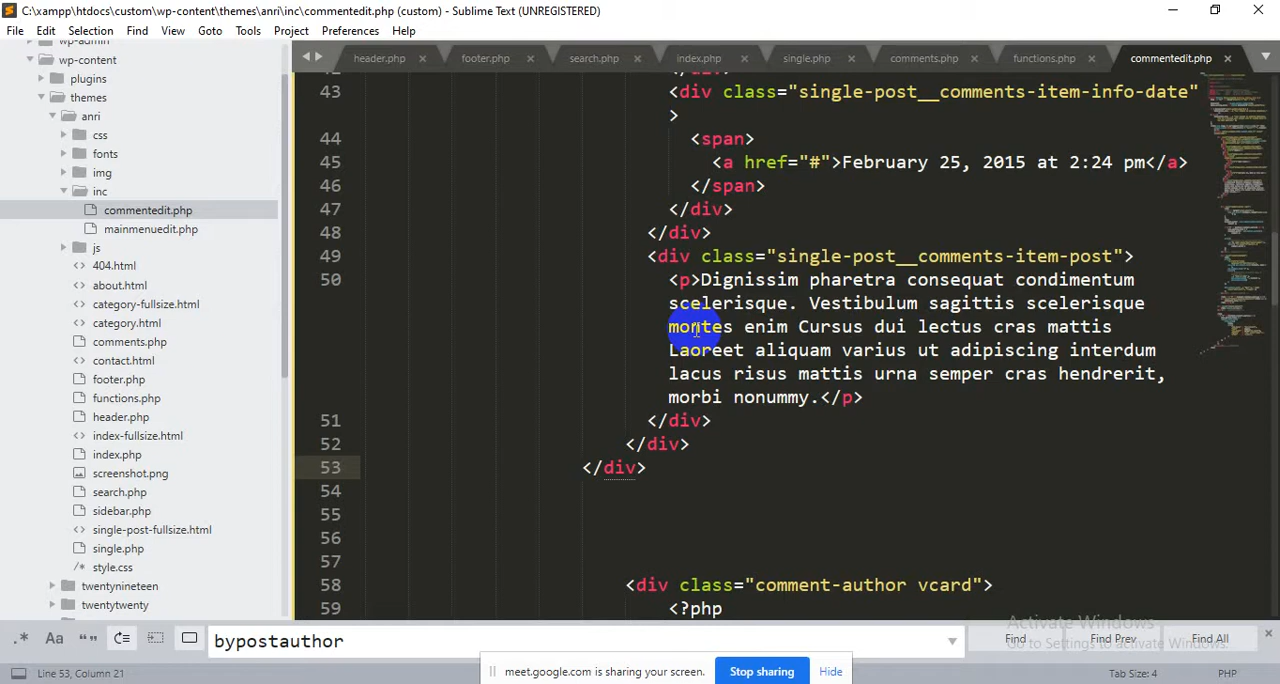 C:\xampp\htdocs\custom\wp-content\themes\anri\inc\commentedit.php (custom) - Sublime Text (UNREGISTERED)
File Edit Selection Find View Goto Tools Project Preferences Help
wp-admin
wp-content
plugins
themes
anri
css
fonts
img
inc
commentedit.php
mainmenuedit.php
js
404.html
about.html
category-fullsize.html
category.html
comments.php
contact.html
footer.php
functions.php
header.php
index-fullsize.html
index.php
screenshot.png
search.php
sidebar.php
single-post-fullsize.html
single.php
style.css
twentynineteen
twentytwenty
header.php footer.php search.php index.php single.php comments.php functions.php commentedit.php
42 </div>
43 <div class="single-post__comments-item-info-date"
>
44 <span>
45 <a href="#">February 25, 2015 at 2:24 pm</a>
46 </span>
47 </div>
48 </div>
49 <div class="single-post__comments-item-post">
50 <p>Dignissim pharetra consequat condimentum
scelerisque. Vestibulum sagittis scelerisque
montes enim Cursus dui lectus cras mattis
Laoreet aliquam varius ut adipiscing interdum
lacus risus mattis urna semper cras hendrerit,
morbi nonummy.</p>
51 </div>
52 </div>
53 </div>
54
55
56
57
58 <div class="comment-author vcard">
59 <?php
Activate Windows
Go to Settings to activate Windows.
.* Aa “” bypostauthor Find Find Prev Find All
meet.google.com is sharing your screen. Stop sharing Hide
Line 53, Column 21 Tab Size: 4 PHP